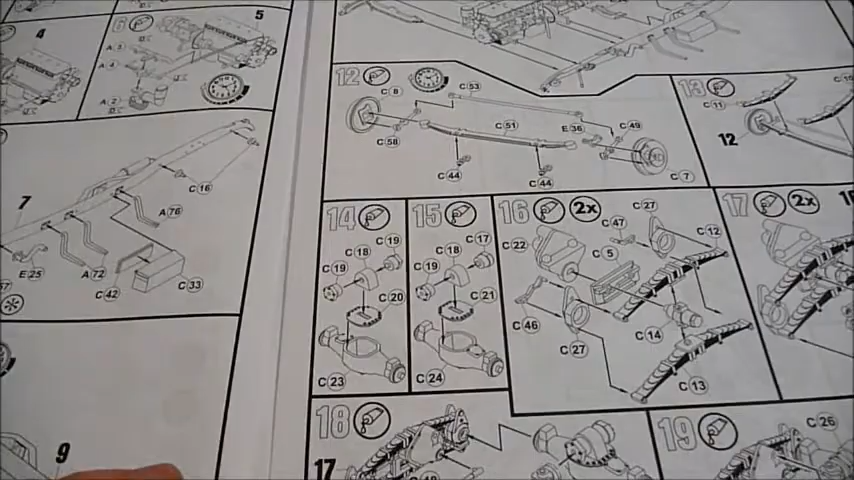 4
6
5
A 3
A 4
A 2
7
C 16
A 76
E 25
A 72
C 42
C 33
9
12
C 8
C 53
C 58
C 51
E 36
C 49
C 44
C 44
C 7
13
C 11
12
14
C 18
C 19
C 19
C 20
C 23
15
C 18
C 17
C 19
C 21
C 24
16
2x
C 47
C 27
C 12
C 22
C 5
C 46
C 27
C 14
C 13
17
2x
18
17
19
C 26